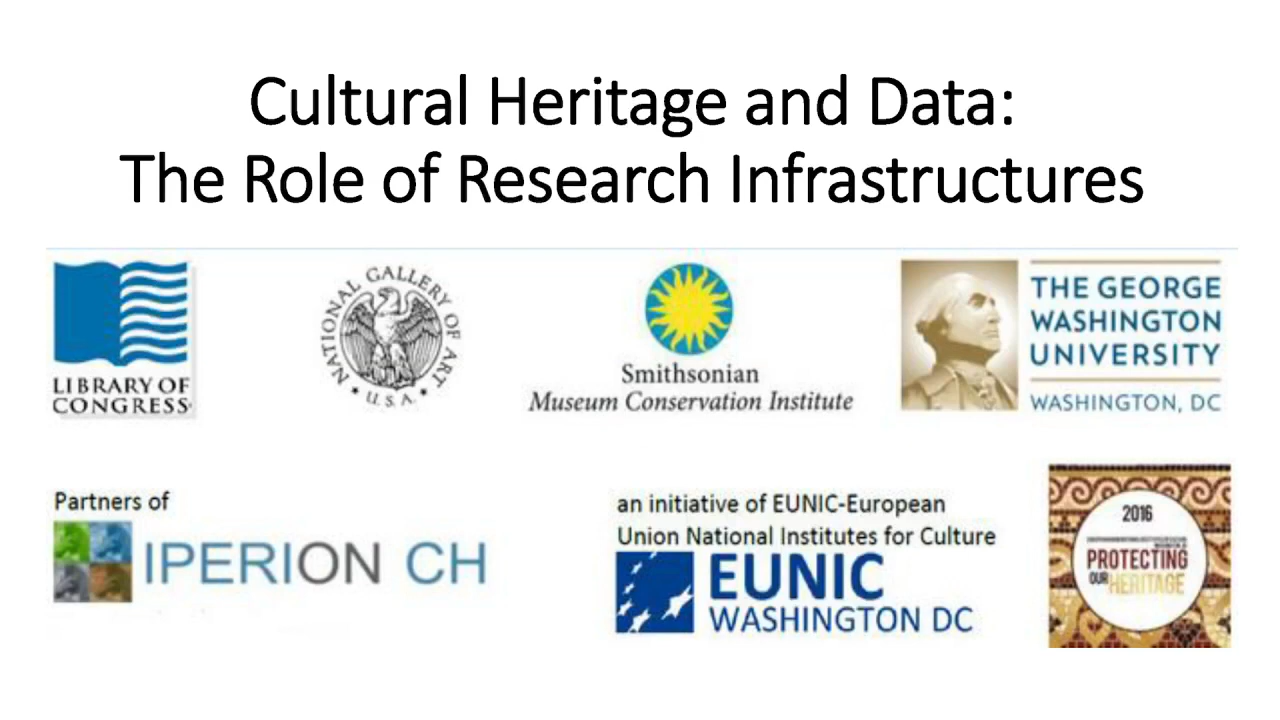 Cultural Heritage and Data:
The Role of Research Infrastructures
LIBRARY OF
CONGRESS
NATIONAL GALLERY OF ART
U.S.A.
Smithsonian
Museum Conservation Institute
THE GEORGE
WASHINGTON
UNIVERSITY
WASHINGTON, DC
Partners of
IPERION CH
an initiative of EUNIC-European
Union National Institutes for Culture
EUNIC
WASHINGTON DC
2016
PROTECTING
OUR HERITAGE